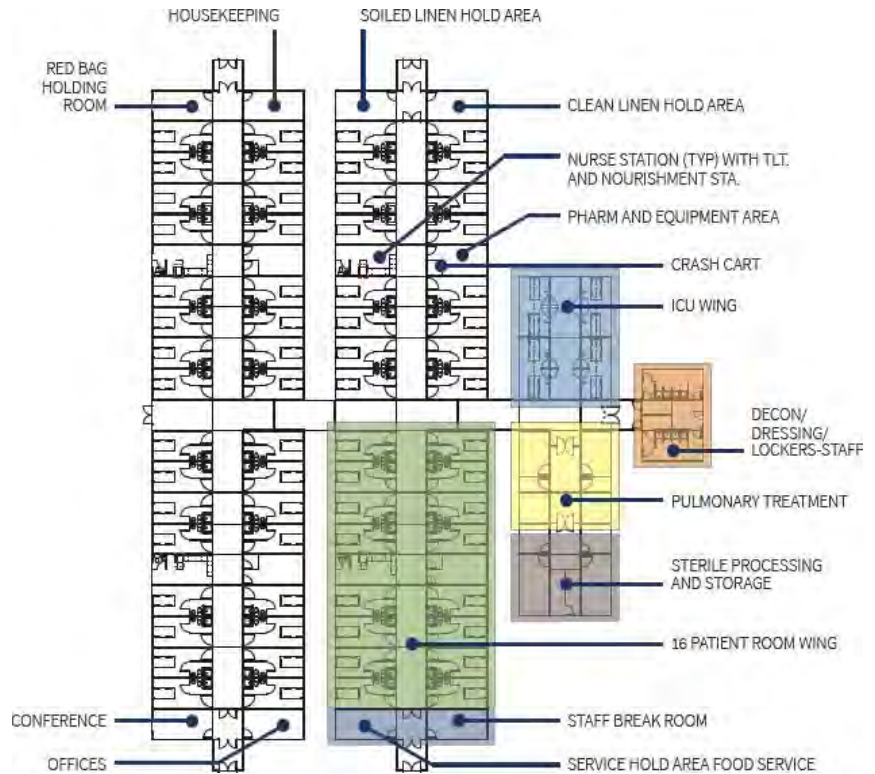 HOUSEKEEPING
SOILED LINEN HOLD AREA
RED BAG
HOLDING
ROOM
CLEAN LINEN HOLD AREA
NURSE STATION (TYP) WITH TLT.
AND NOURISHMENT STA.
PHARM AND EQUIPMENT AREA
CRASH CART
ICU WING
DECON/
DRESSING/
LOCKERS-STAFF
PULMONARY TREATMENT
STERILE PROCESSING
AND STORAGE
16 PATIENT ROOM WING
CONFERENCE
STAFF BREAK ROOM
OFFICES
SERVICE HOLD AREA FOOD SERVICE